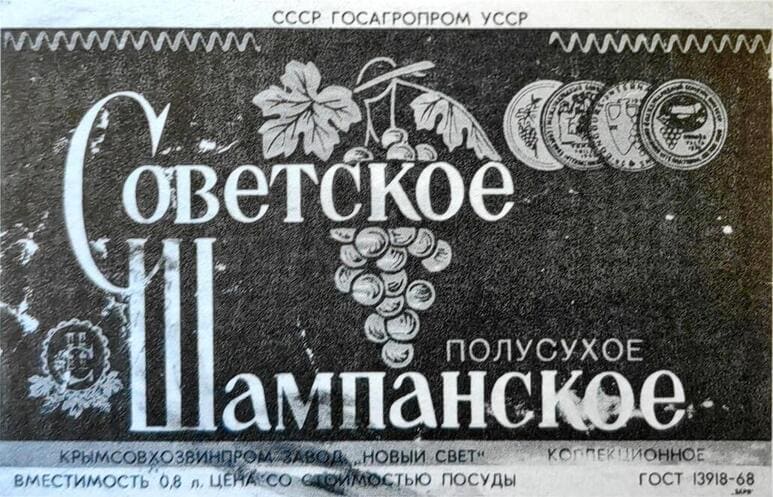 СССР ГОСАГРОПРОМ УССР
Советское
Шампанское
ПОЛУСУХОЕ
КРЫМСОВХОЗВИНПРОМ ЗАВОД „НОВЫЙ СВЕТ“ КОЛЛЕКЦИОННОЕ
ВМЕСТИМОСТЬ 0,8 л. ЦЕНА СО СТОИМОСТЬЮ ПОСУДЫ ГОСТ 13918-68